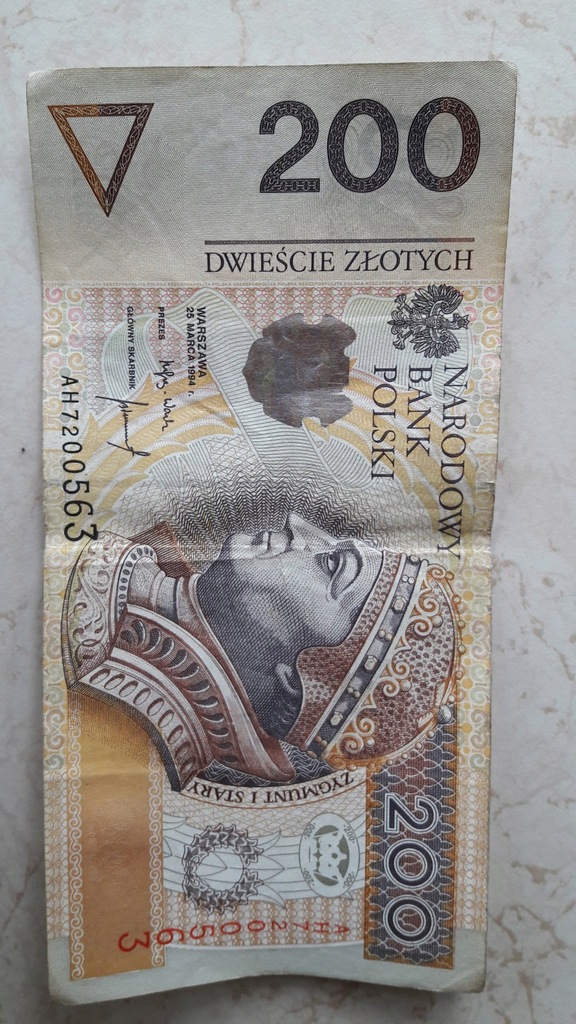 200
DWIEŚCIE ZŁOTYCH
NARODOWY
BANK
POLSKI
WARSZAWA
25 MARCA 1994 r.
PREZES
GŁÓWNY SKARBNIK
AH7200563
ZYGMUNT I STARY
200
AH7200563